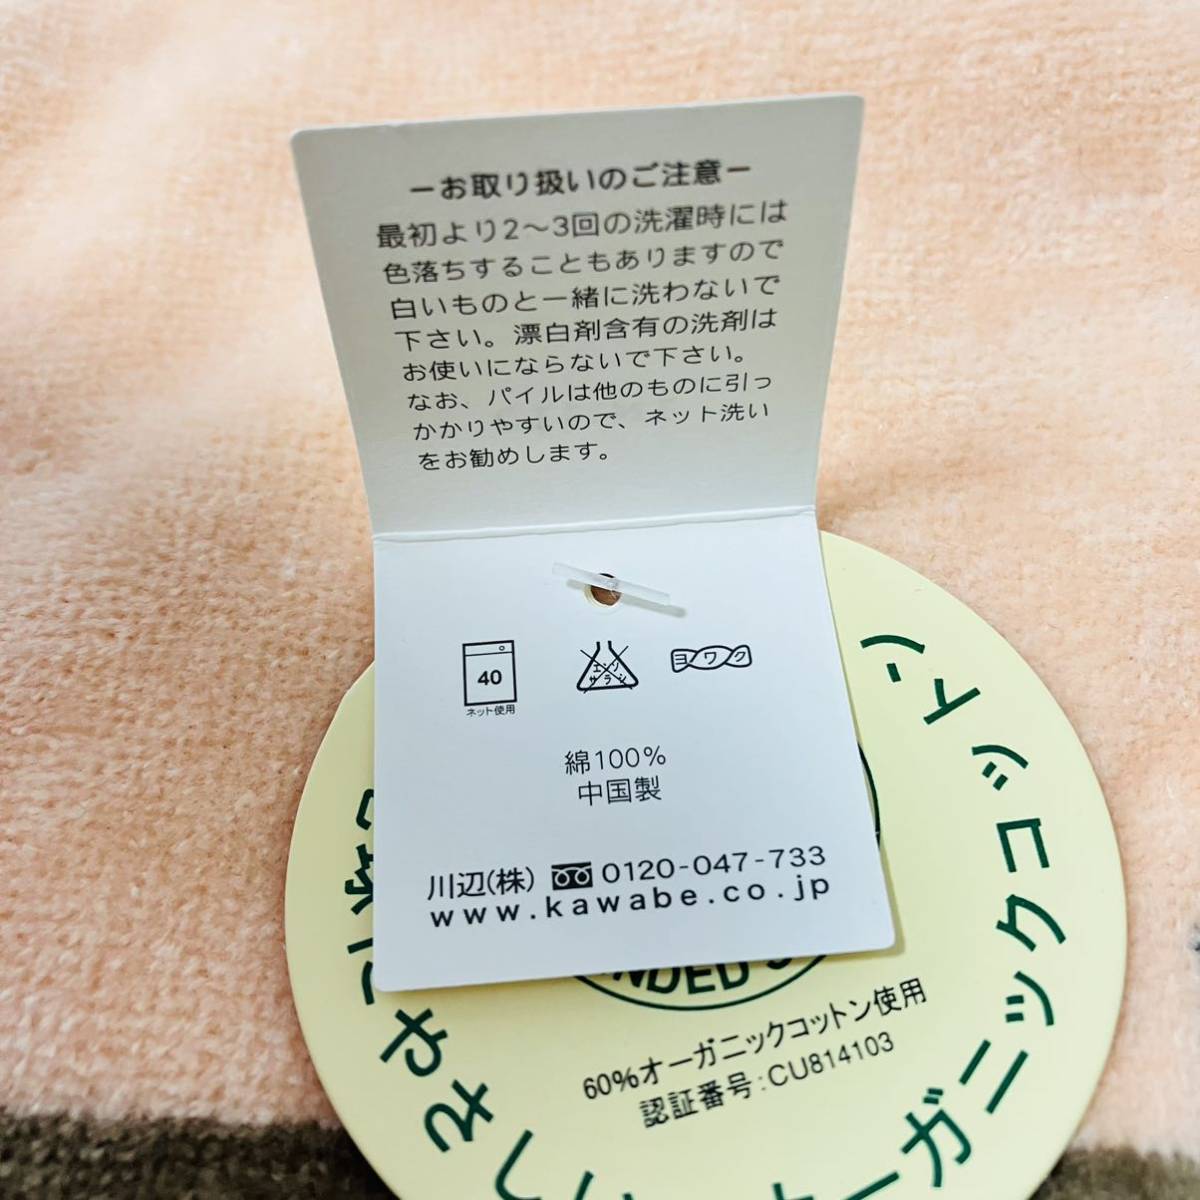 ーお取り扱いのご注意ー
最初より2～3回の洗濯時には
色落ちすることもありますので
白いものと一緒に洗わないで
下さい。漂白剤含有の洗剤は
お使いにならないで下さい。
なお、パイルは他のものに引っ
かかりやすいので、ネット洗い
をお勧めします。
40
ネット使用
エンソ
サラシ
ヨワク
綿100%
中国製
川辺(株) 0120-047-733
www.kawabe.co.jp
NDED
60%オーガニックコットン使用
認証番号:CU814103
やさしい
オーガニックコットン